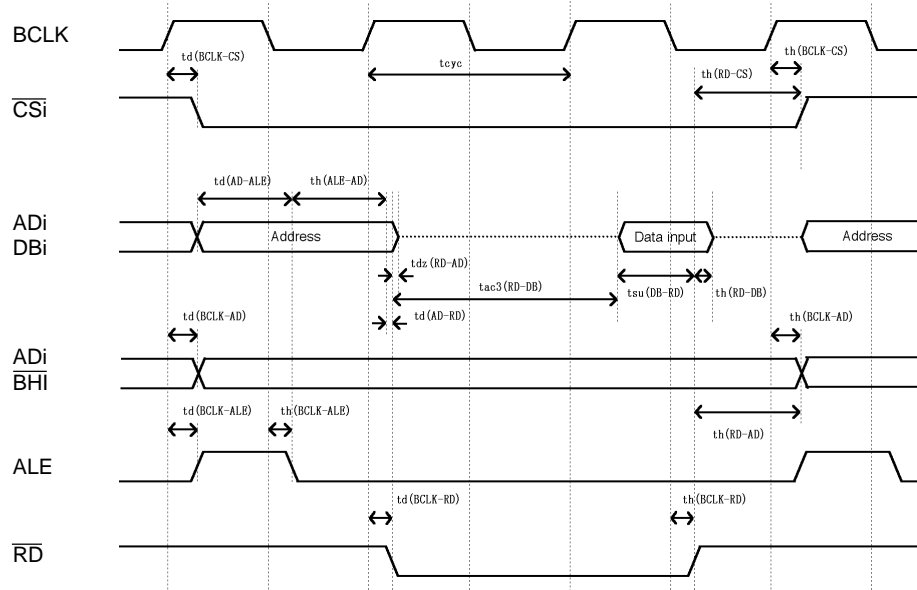 BCLK
td(BCLK-CS)
tcyc
th(BCLK-CS)
th(RD-CS)
CSi
td(AD-ALE)
th(ALE-AD)
ADi
DBi
Address
Data input
Address
tdz(RD-AD)
tac3(RD-DB)
tsu(DB-RD)
th(RD-DB)
td(AD-RD)
td(BCLK-AD)
th(BCLK-AD)
ADi
BHI
td(BCLK-ALE)
th(BCLK-ALE)
th(RD-AD)
ALE
td(BCLK-RD)
th(BCLK-RD)
RD